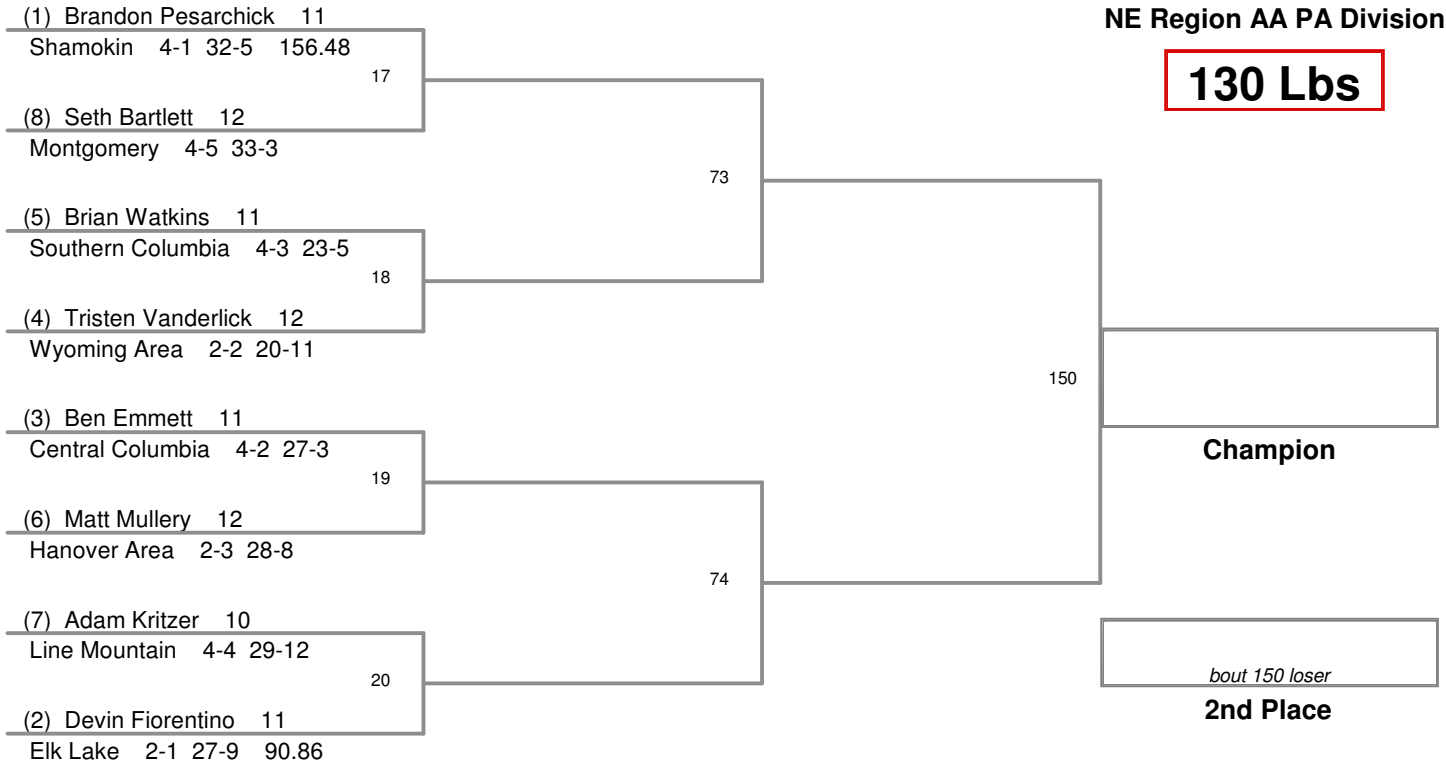 (1) Brandon Pesarchick 11
NE Region AA PA Division
Shamokin 4-1 32-5 156.48
130 Lbs
17
(8) Seth Bartlett 12
Montgomery 4-5 33-3
73
(5) Brian Watkins 11
Southern Columbia 4-3 23-5
18
(4) Tristen Vanderlick 12
Wyoming Area 2-2 20-11
150
(3) Ben Emmett 11
Central Columbia 4-2 27-3
Champion
19
(6) Matt Mullery 12
Hanover Area 2-3 28-8
74
(7) Adam Kritzer 10
Line Mountain 4-4 29-12
20
bout 150 loser
(2) Devin Fiorentino 11
2nd Place
Elk Lake 2-1 27-9 90.86